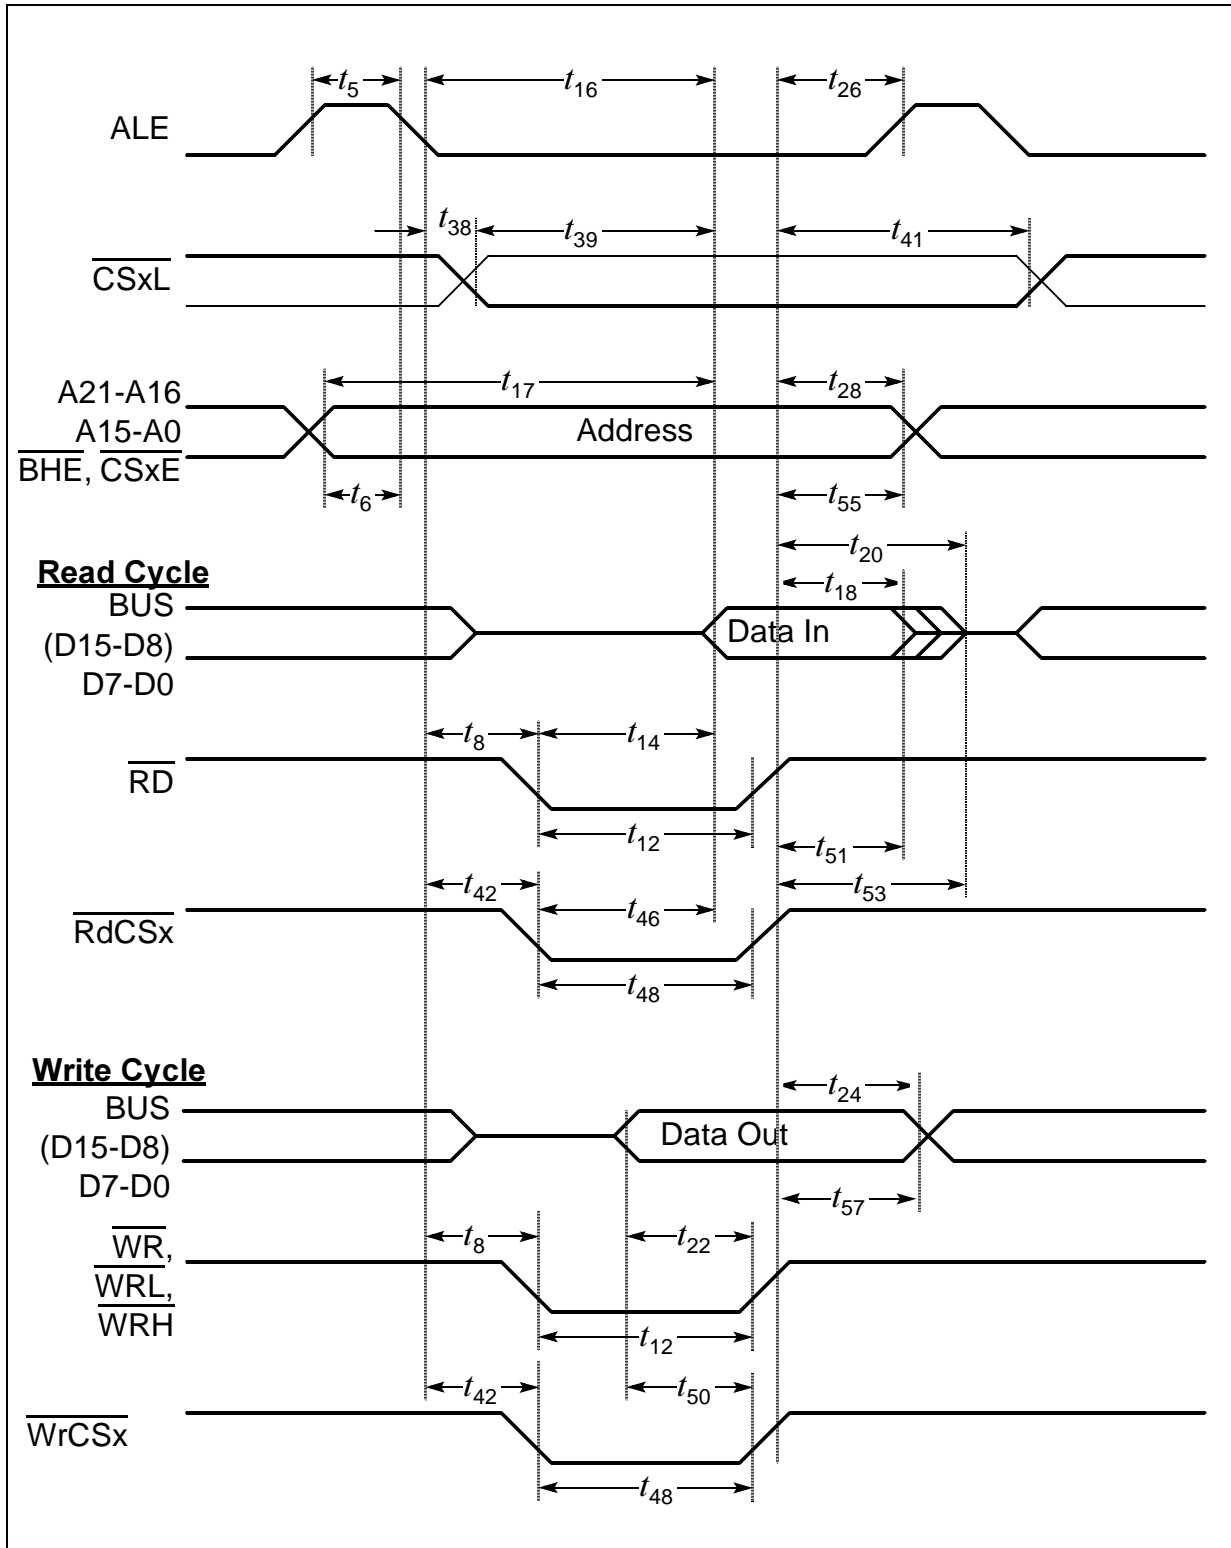 t5
t16
t26
ALE
t38
t39
t41
CSxL
t17
t28
A21-A16
A15-A0
Address
BHE, CSxE
t6
t55
t20
Read Cycle
t18
BUS
Data In
(D15-D8)
D7-D0
t8
t14
RD
t12
t51
t42
t53
t46
RdCSx
t48
Write Cycle
t24
BUS
Data Out
(D15-D8)
D7-D0
t57
t8
t22
WR,
WRL,
WRH
t12
t42
t50
WrCSx
t48